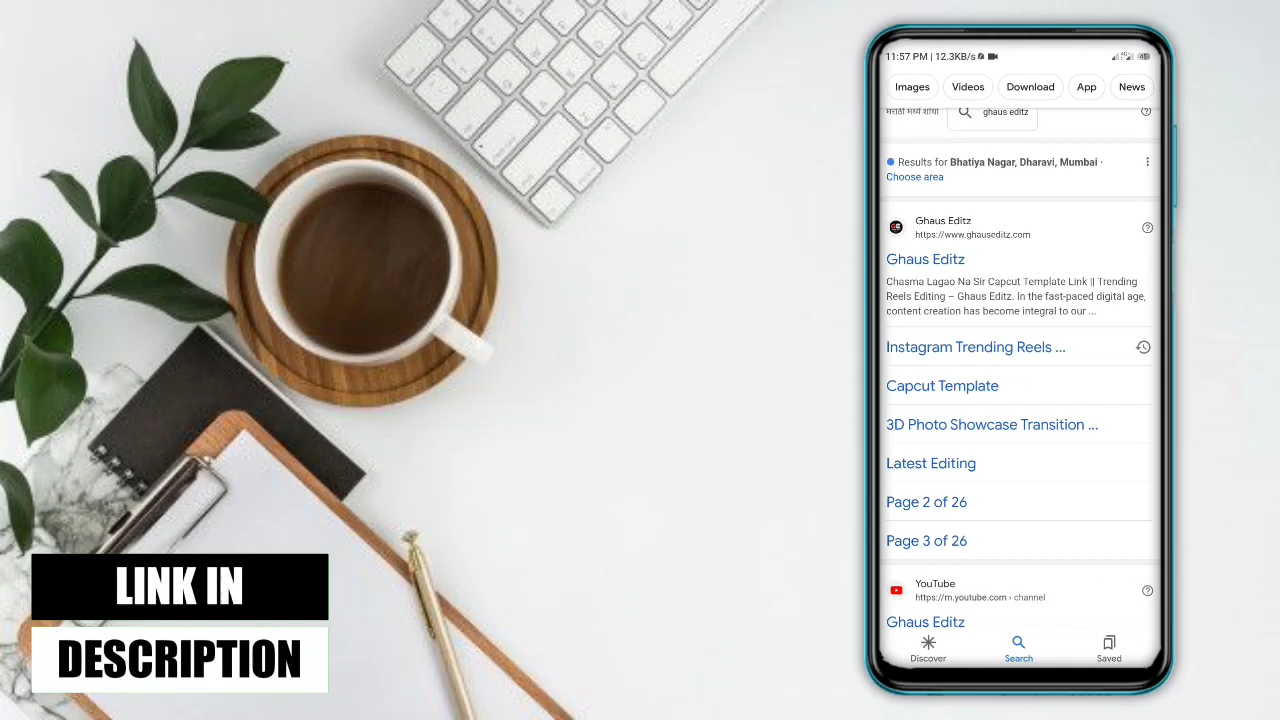 11:57 PM | 12.3KB/s
Images Videos Download App News
ghaus editz
Results for Bhatiya Nagar, Dharavi, Mumbai ·
Choose area
Ghaus Editz
https://www.ghauseditz.com
Ghaus Editz
Chasma Lagao Na Sir Capcut Template Link || Trending
Reels Editing – Ghaus Editz. In the fast-paced digital age,
content creation has become integral to our ...
Instagram Trending Reels ...
Capcut Template
3D Photo Showcase Transition ...
Latest Editing
Page 2 of 26
Page 3 of 26
YouTube
https://m.youtube.com › channel
Ghaus Editz
Discover Search Saved
LINK IN
DESCRIPTION